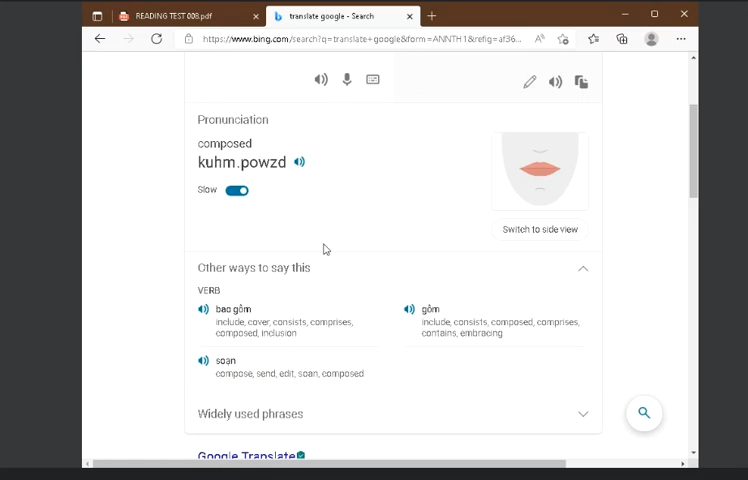 READING TEST 008.pdf
translate google - Search
https://www.bing.com/search?q=translate+google&form=ANNTH1&refig=af36...
Pronunciation
composed
kuhm.powzd
Slow
Switch to side view
Other ways to say this
VERB
bao gồm
include, cover, consists, comprises,
composed, inclusion
gồm
include, consists, composed, comprises,
contains, embracing
soạn
compose, send, edit, soạn, composed
Widely used phrases
Google Translate